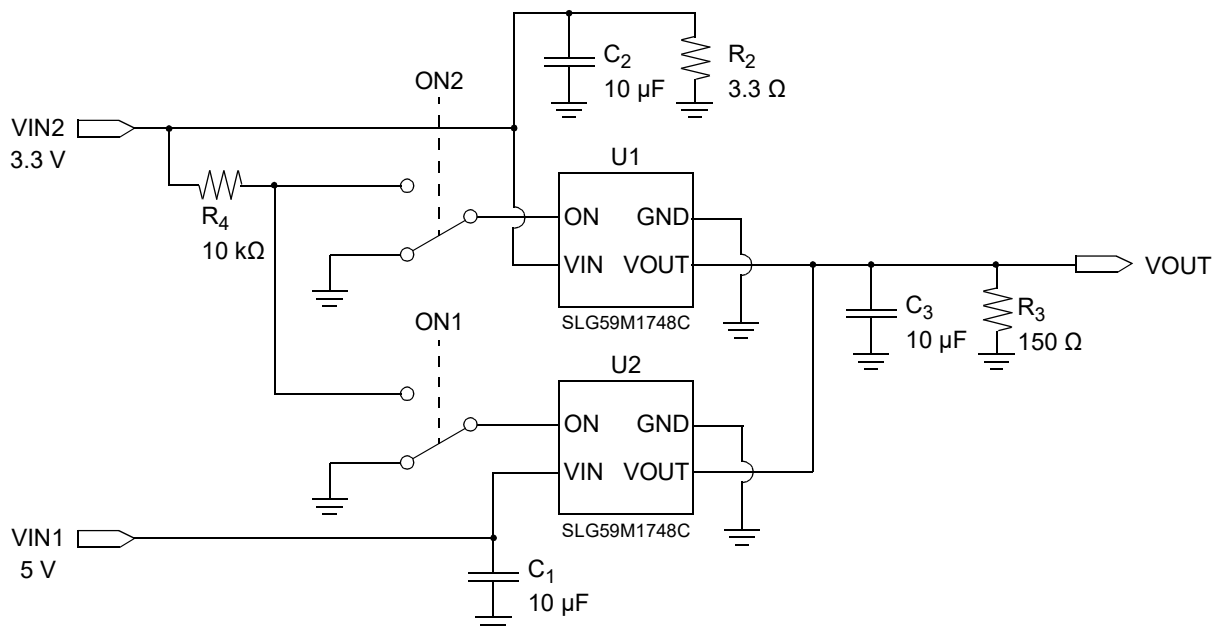 C2
10 µF
R2
3.3 Ω
ON2
VIN2
3.3 V
R4
10 kΩ
U1
ON
GND
VIN
VOUT
SLG59M1748C
VOUT
C3
10 µF
R3
150 Ω
ON1
U2
ON
GND
VIN
VOUT
SLG59M1748C
VIN1
5 V
C1
10 µF